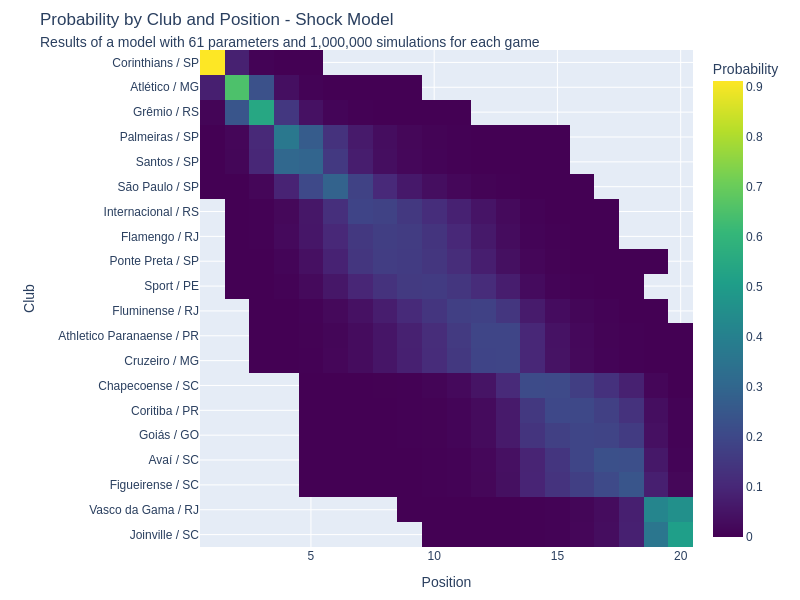 Probability by Club and Position - Shock Model
Results of a model with 61 parameters and 1,000,000 simulations for each game
Probability
Corinthians / SP
Atlético / MG
Grêmio / RS
Palmeiras / SP
Santos / SP
São Paulo / SP
Internacional / RS
Flamengo / RJ
Ponte Preta / SP
Sport / PE
Fluminense / RJ
Athletico Paranaense / PR
Cruzeiro / MG
Chapecoense / SC
Coritiba / PR
Goiás / GO
Avaí / SC
Figueirense / SC
Vasco da Gama / RJ
Joinville / SC
Club
5
10
15
20
Position
0.9
0.8
0.7
0.6
0.5
0.4
0.3
0.2
0.1
0